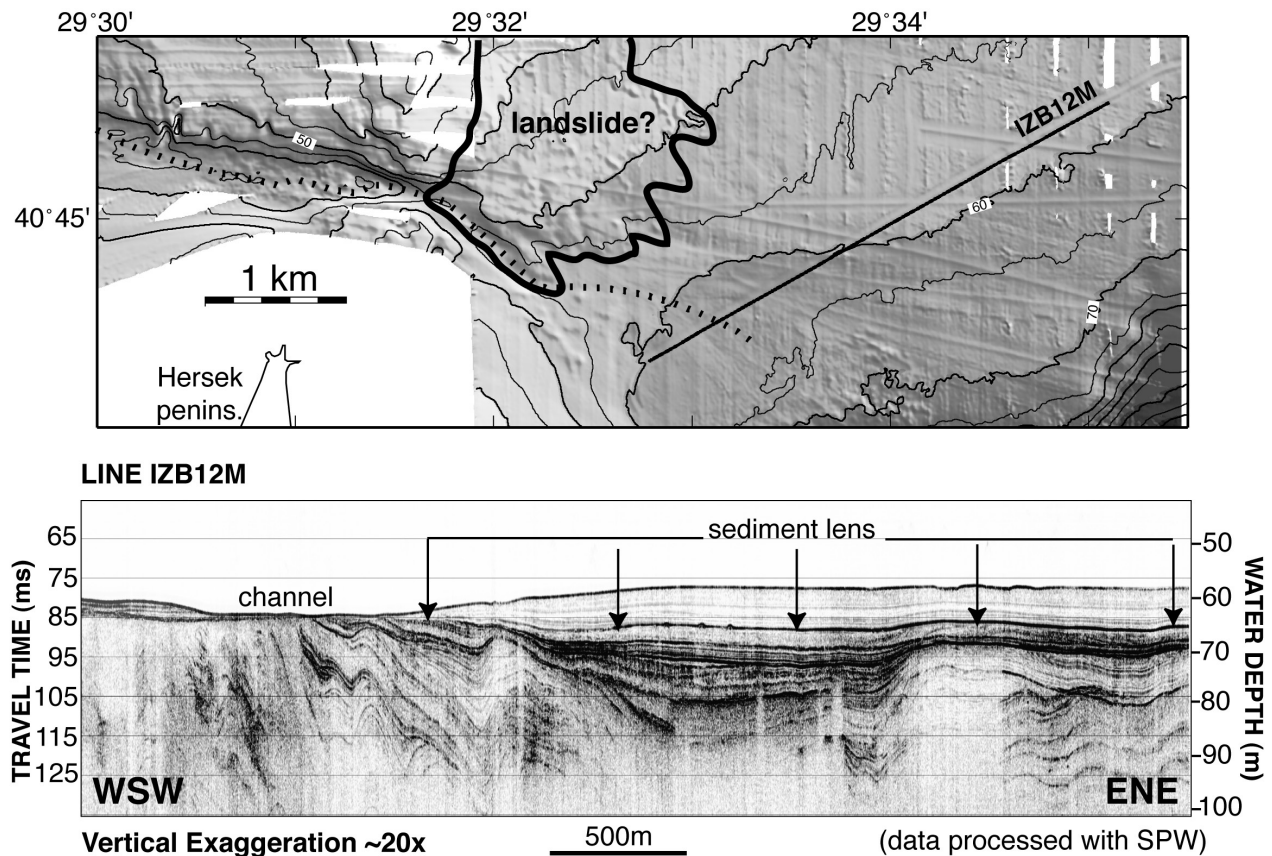 29°30'
29°32'
29°34'
landslide?
IZB12M
50
40°45'
60
1 km
70
Hersek
penins.
LINE IZB12M
sediment lens
channel
65
75
85
95
105
115
125
TRAVEL TIME (ms)
50
60
70
80
90
100
WATER DEPTH (m)
WSW
ENE
Vertical Exaggeration ~20x
500m
(data processed with SPW)